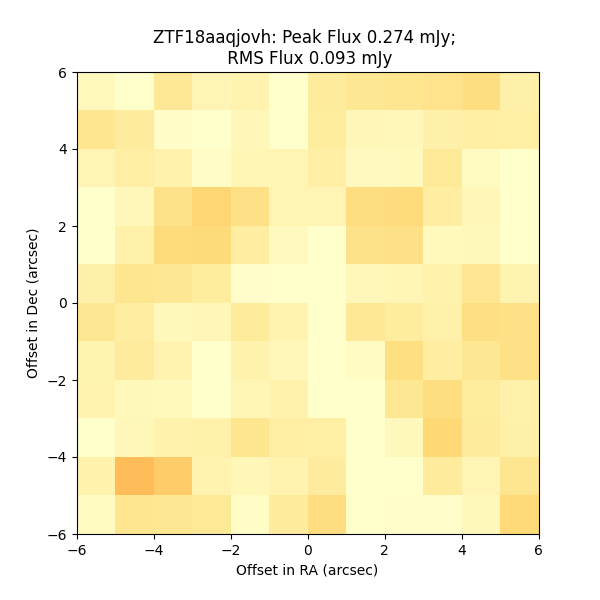 ZTF18aaqjovh: Peak Flux 0.274 mJy;
RMS Flux 0.093 mJy
6
4
2
0
−2
−4
−6
Offset in Dec (arcsec)
−6 −4 −2 0 2 4 6
Offset in RA (arcsec)